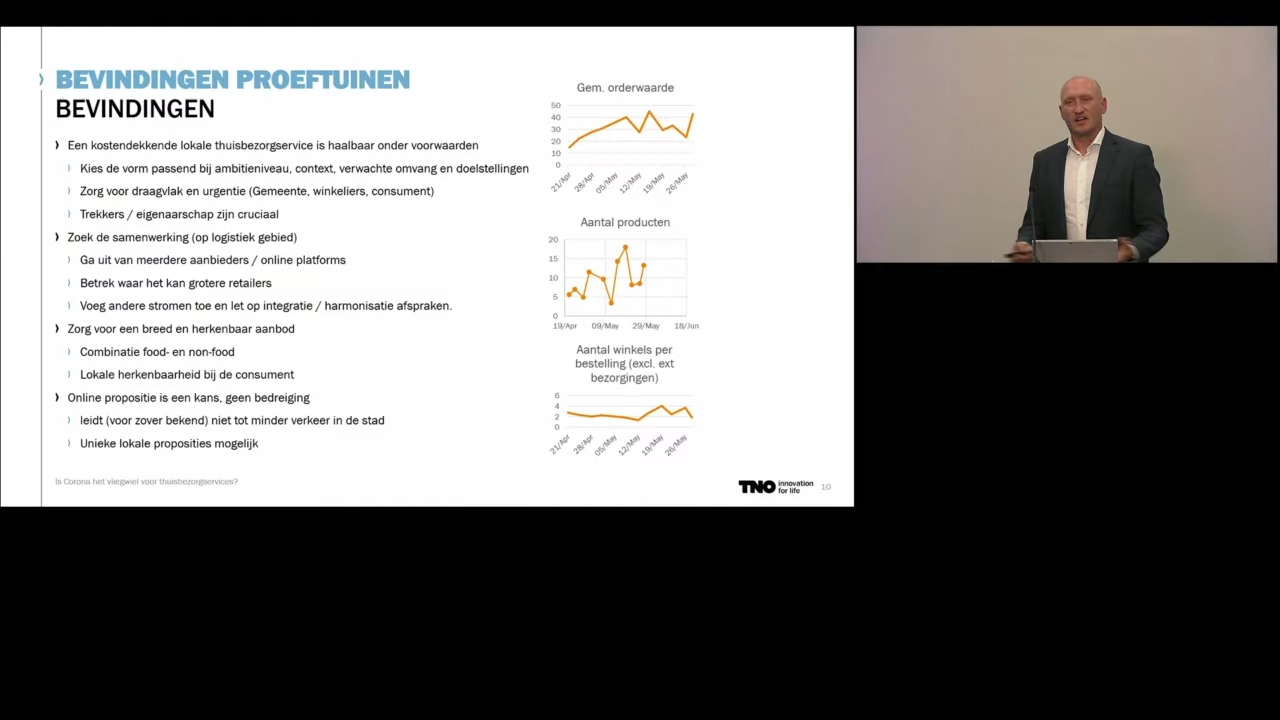 BEVINDINGEN PROEFTUINEN
BEVINDINGEN
Een kostendekkende lokale thuisbezorgservice is haalbaar onder voorwaarden
Kies de vorm passend bij ambitieniveau, context, verwachte omvang en doelstellingen
Zorg voor draagvlak en urgentie (Gemeente, winkeliers, consument)
Trekkers / eigenaarschap zijn cruciaal
Zoek de samenwerking (op logistiek gebied)
Ga uit van meerdere aanbieders / online platforms
Betrek waar het kan grotere retailers
Voeg andere stromen toe en let op integratie / harmonisatie afspraken.
Zorg voor een breed en herkenbaar aanbod
Combinatie food- en non-food
Lokale herkenbaarheid bij de consument
Online propositie is een kans, geen bedreiging
leidt (voor zover bekend) niet tot minder verkeer in de stad
Unieke lokale proposities mogelijk
Gem. orderwaarde
50
40
30
20
10
0
21/Apr 28/Apr 05/May 12/May 19/May 26/May
Aantal producten
20
15
10
5
0
19/Apr 09/May 29/May 18/Jun
Aantal winkels per
bestelling (excl. ext
bezorgingen)
6
4
2
0
21/Apr 28/Apr 05/May 12/May 19/May 26/May
Is Corona het vliegwiel voor thuisbezorgservices?
TNO innovation
for life
10